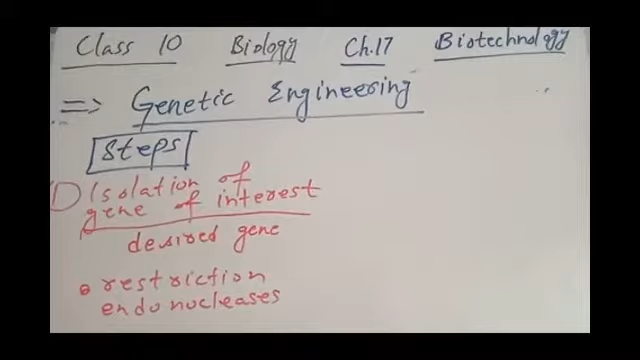 Class 10 Biology Ch.17 Biotechnology
=> Genetic Engineering
Steps
1) Isolation of
gene of interest
desired gene
• restriction
endonucleases